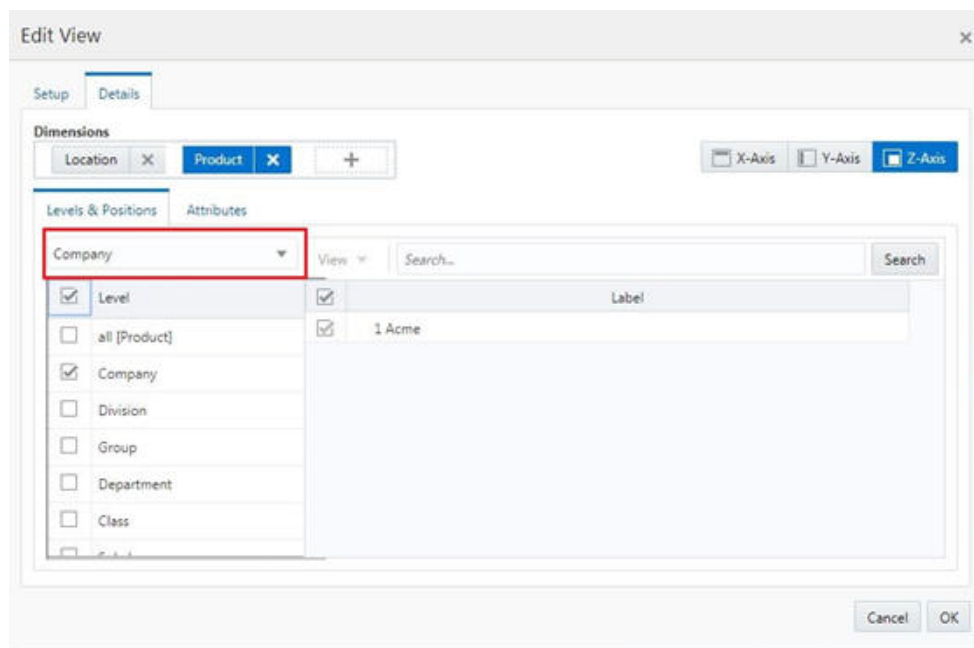 Edit View
Setup Details
Dimensions
Location Product
X-Axis Y-Axis Z-Axis
Levels & Positions Attributes
Company View Search... Search
Level Label
all [Product] 1 Acme
Company
Division
Group
Department
Class
Cancel OK